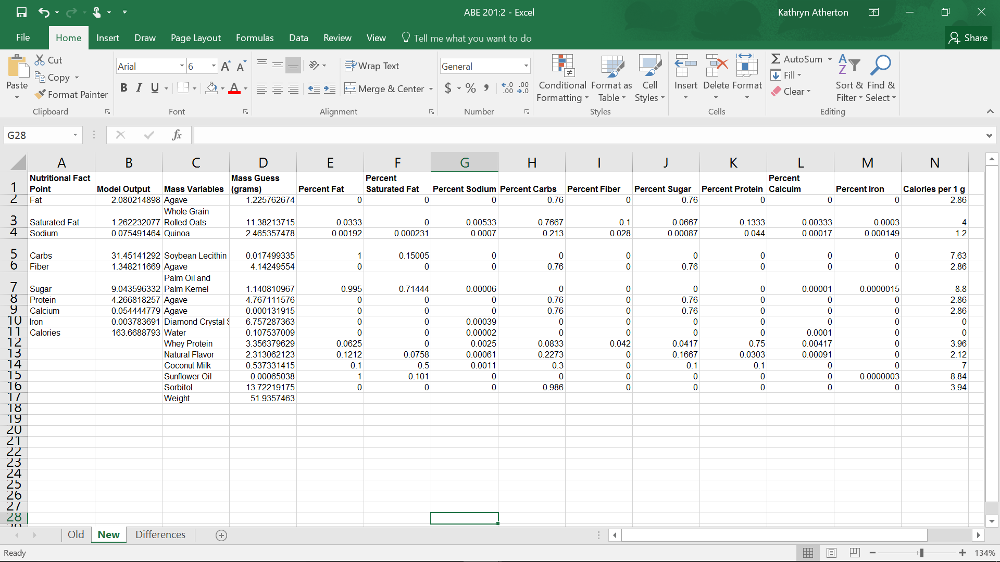 ABE 201:2 - Excel
Kathryn Atherton
File Home Insert Draw Page Layout Formulas Data Review View Tell me what you want to do Share
Paste Cut Copy Format Painter Clipboard
Arial 6 B I U Font
Wrap Text Merge & Center Alignment
General $ % Number
Conditional Formatting Format as Table Cell Styles Styles
Insert Delete Format Cells
AutoSum Fill Clear Sort & Filter Find & Select Editing
G28 fx
A B C D E F G H I J K L M N
1 Nutritional Fact Point Model Output Mass Variables Mass Guess (grams) Percent Fat Percent Saturated Fat Percent Sodium Percent Carbs Percent Fiber Percent Sugar Percent Protein Percent Calcuim Percent Iron Calories per 1 g
2 Fat 2.080214898 Agave 1.225762674 0 0 0 0.76 0 0.76 0 0 0 2.86
3 Saturated Fat 1.262232077 Whole Grain Rolled Oats 11.38213715 0.0333 0 0.00533 0.7667 0.1 0.0667 0.1333 0.00333 0.0003 4
4 Sodium 0.075491464 Quinoa 2.465357478 0.00192 0.000231 0.0007 0.213 0.028 0.00087 0.044 0.00017 0.000149 1.2
5 Carbs 31.45141292 Soybean Lecithin 0.017499335 1 0.15005 0 0 0 0 0 0 0 7.63
6 Fiber 1.348211669 Agave 4.14249554 0 0 0 0.76 0 0.76 0 0 0 2.86
7 Sugar 9.043596332 Palm Oil and Palm Kernel 1.140810967 0.995 0.71444 0.00006 0 0 0 0 0.00001 0.0000015 8.8
8 Protein 4.266818257 Agave 4.767111576 0 0 0 0.76 0 0.76 0 0 0 2.86
9 Calcium 0.054444779 Agave 0.000131915 0 0 0 0.76 0 0.76 0 0 0 2.86
10 Iron 0.003783691 Diamond Crystal S 6.757287363 0 0 0.00039 0 0 0 0 0 0 0
11 Calories 163.6688793 Water 0.107537009 0 0 0.00002 0 0 0 0 0.0001 0 0
12 Whey Protein 3.356379629 0.0625 0 0.0025 0.0833 0.042 0.0417 0.75 0.00417 0 3.96
13 Natural Flavor 2.313062123 0.1212 0.0758 0.00061 0.2273 0 0.1667 0.0303 0.00091 0 2.12
14 Coconut Milk 0.537331415 0.1 0.5 0.0011 0.3 0 0.1 0.1 0 0 7
15 Sunflower Oil 0.00065038 1 0.101 0 0 0 0 0 0 0.0000003 8.84
16 Sorbitol 13.72219175 0 0 0 0.986 0 0 0 0 0 3.94
17 Weight 51.9357463
18
19
20
21
22
23
24
25
26
27
28
Old New Differences
Ready
134%